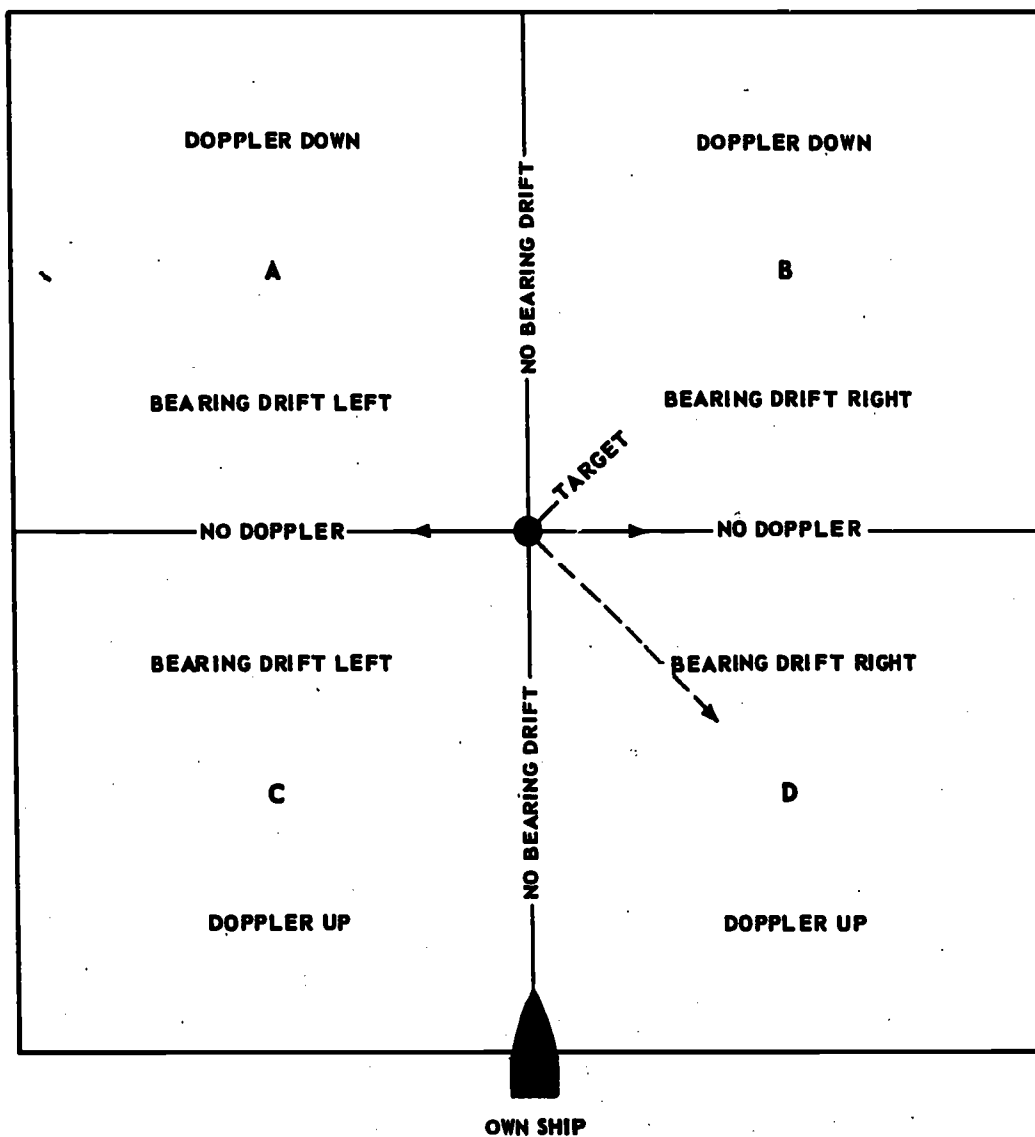 DOPPLER DOWN
DOPPLER DOWN
NO BEARING DRIFT
A
B
BEARING DRIFT LEFT
BEARING DRIFT RIGHT
TARGET
NO DOPPLER
NO DOPPLER
BEARING DRIFT LEFT
BEARING DRIFT RIGHT
NO BEARING DRIFT
C
D
DOPPLER UP
DOPPLER UP
OWN SHIP